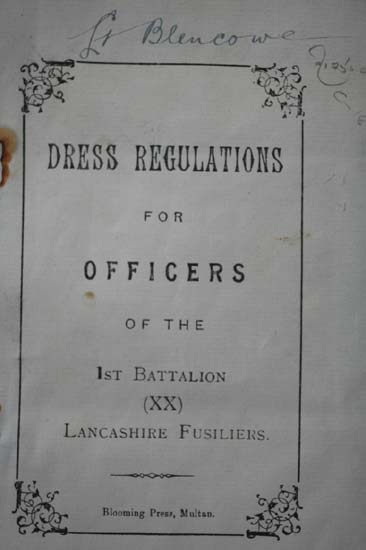 Lt Blencowe
DRESS REGULATIONS
FOR
OFFICERS
OF THE
1ST BATTALION
(XX)
LANCASHIRE FUSILIERS.
Blooming Press, Multan.